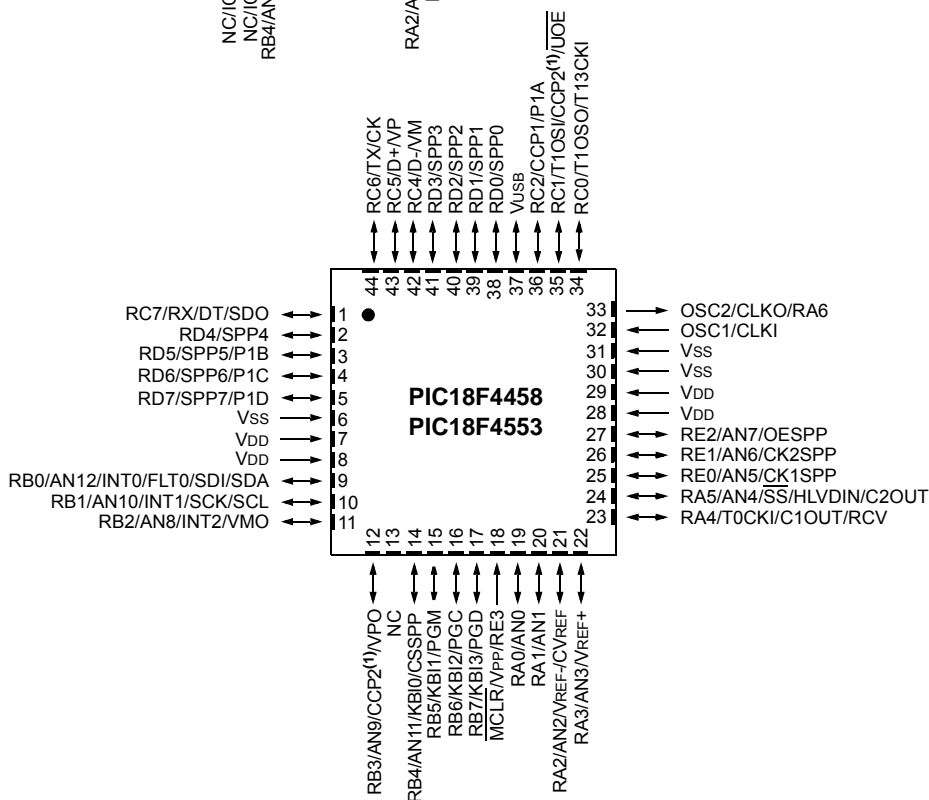 NC/IC
NC/IC
RB4/AN
RA2/A
RC6/TX/CK
RC5/D+/VP
RC4/D-/VM
RD3/SPP3
RD2/SPP2
RD1/SPP1
RD0/SPP0
VUSB
RC2/CCP1/P1A
RC1/T1OSI/CCP2(1)/UOE
RC0/T1OSO/T13CKI
44
43
42
41
40
39
38
37
36
35
34
RC7/RX/DT/SDO 1
RD4/SPP4 2
RD5/SPP5/P1B 3
RD6/SPP6/P1C 4
RD7/SPP7/P1D 5
VSS 6
VDD 7
VDD 8
RB0/AN12/INT0/FLT0/SDI/SDA 9
RB1/AN10/INT1/SCK/SCL 10
RB2/AN8/INT2/VMO 11
PIC18F4458
PIC18F4553
33 OSC2/CLKO/RA6
32 OSC1/CLKI
31 VSS
30 VSS
29 VDD
28 VDD
27 RE2/AN7/OESPP
26 RE1/AN6/CK2SPP
25 RE0/AN5/CK1SPP
24 RA5/AN4/SS/HLVDIN/C2OUT
23 RA4/T0CKI/C1OUT/RCV
12
13
14
15
16
17
18
19
20
21
22
RB3/AN9/CCP2(1)/VPO
NC
RB4/AN11/KBI0/CSSPP
RB5/KBI1/PGM
RB6/KBI2/PGC
RB7/KBI3/PGD
MCLR/VPP/RE3
RA0/AN0
RA1/AN1
RA2/AN2/VREF-/CVREF
RA3/AN3/VREF+